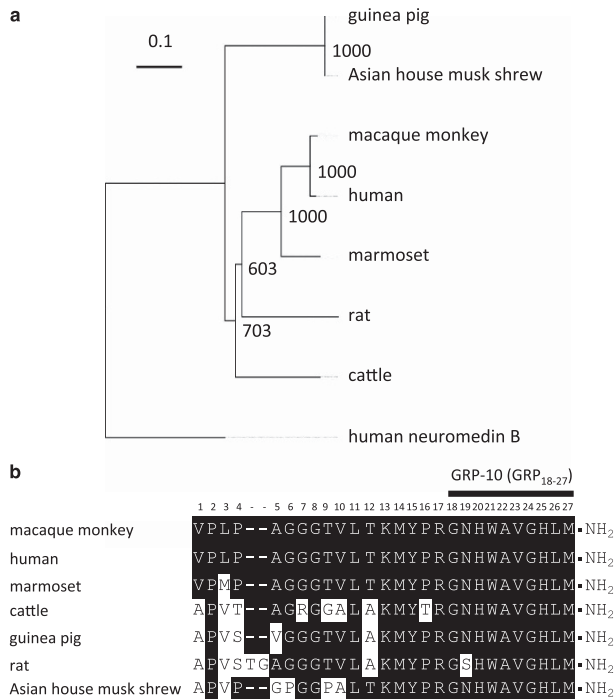 a
0.1
guinea pig
1000
Asian house musk shrew
macaque monkey
1000
human
1000
marmoset
603
rat
703
cattle
human neuromedin B
b
GRP-10 (GRP18-27)
1 2 3 4 - - 5 6 7 8 9 10 11 12 13 14 15 16 17 18 19 20 21 22 23 24 25 26 27
macaque monkey VPLP--AGGGTVLTKMYPRGNHWAVGHLM-NH2
human VPLP--AGGGTVLTKMYPRGNHWAVGHLM-NH2
marmoset VPMP--AGGGTVLTKMYPRGNHWAVGHLM-NH2
cattle APVT--AGRGGALAKMYTRGNHWAVGHLM-NH2
guinea pig APVS--VGGGTVLAKMYPRGNHWAVGHLM-NH2
rat APVSTGAGGGTVLAKMYPRGSHWAVGHLM-NH2
Asian house musk shrew APVP--GPGGPALTKMYPRGNHWAVGHLM-NH2